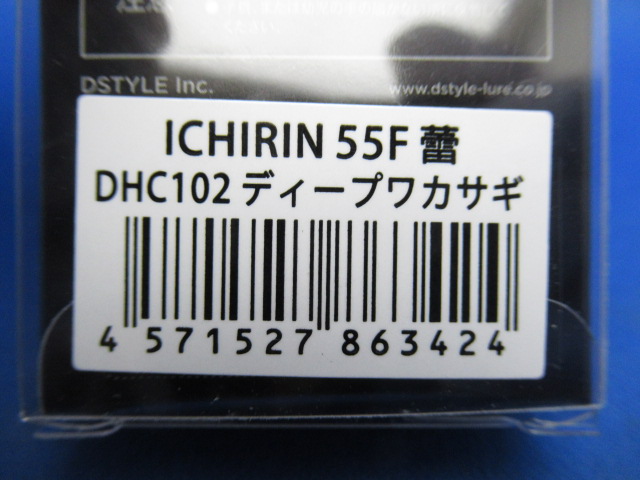 DSTYLE Inc.
www.dstyle-lure.co.jp
ICHIRIN 55F 蕾
DHC102 ディープワカサギ
4 571527 863424